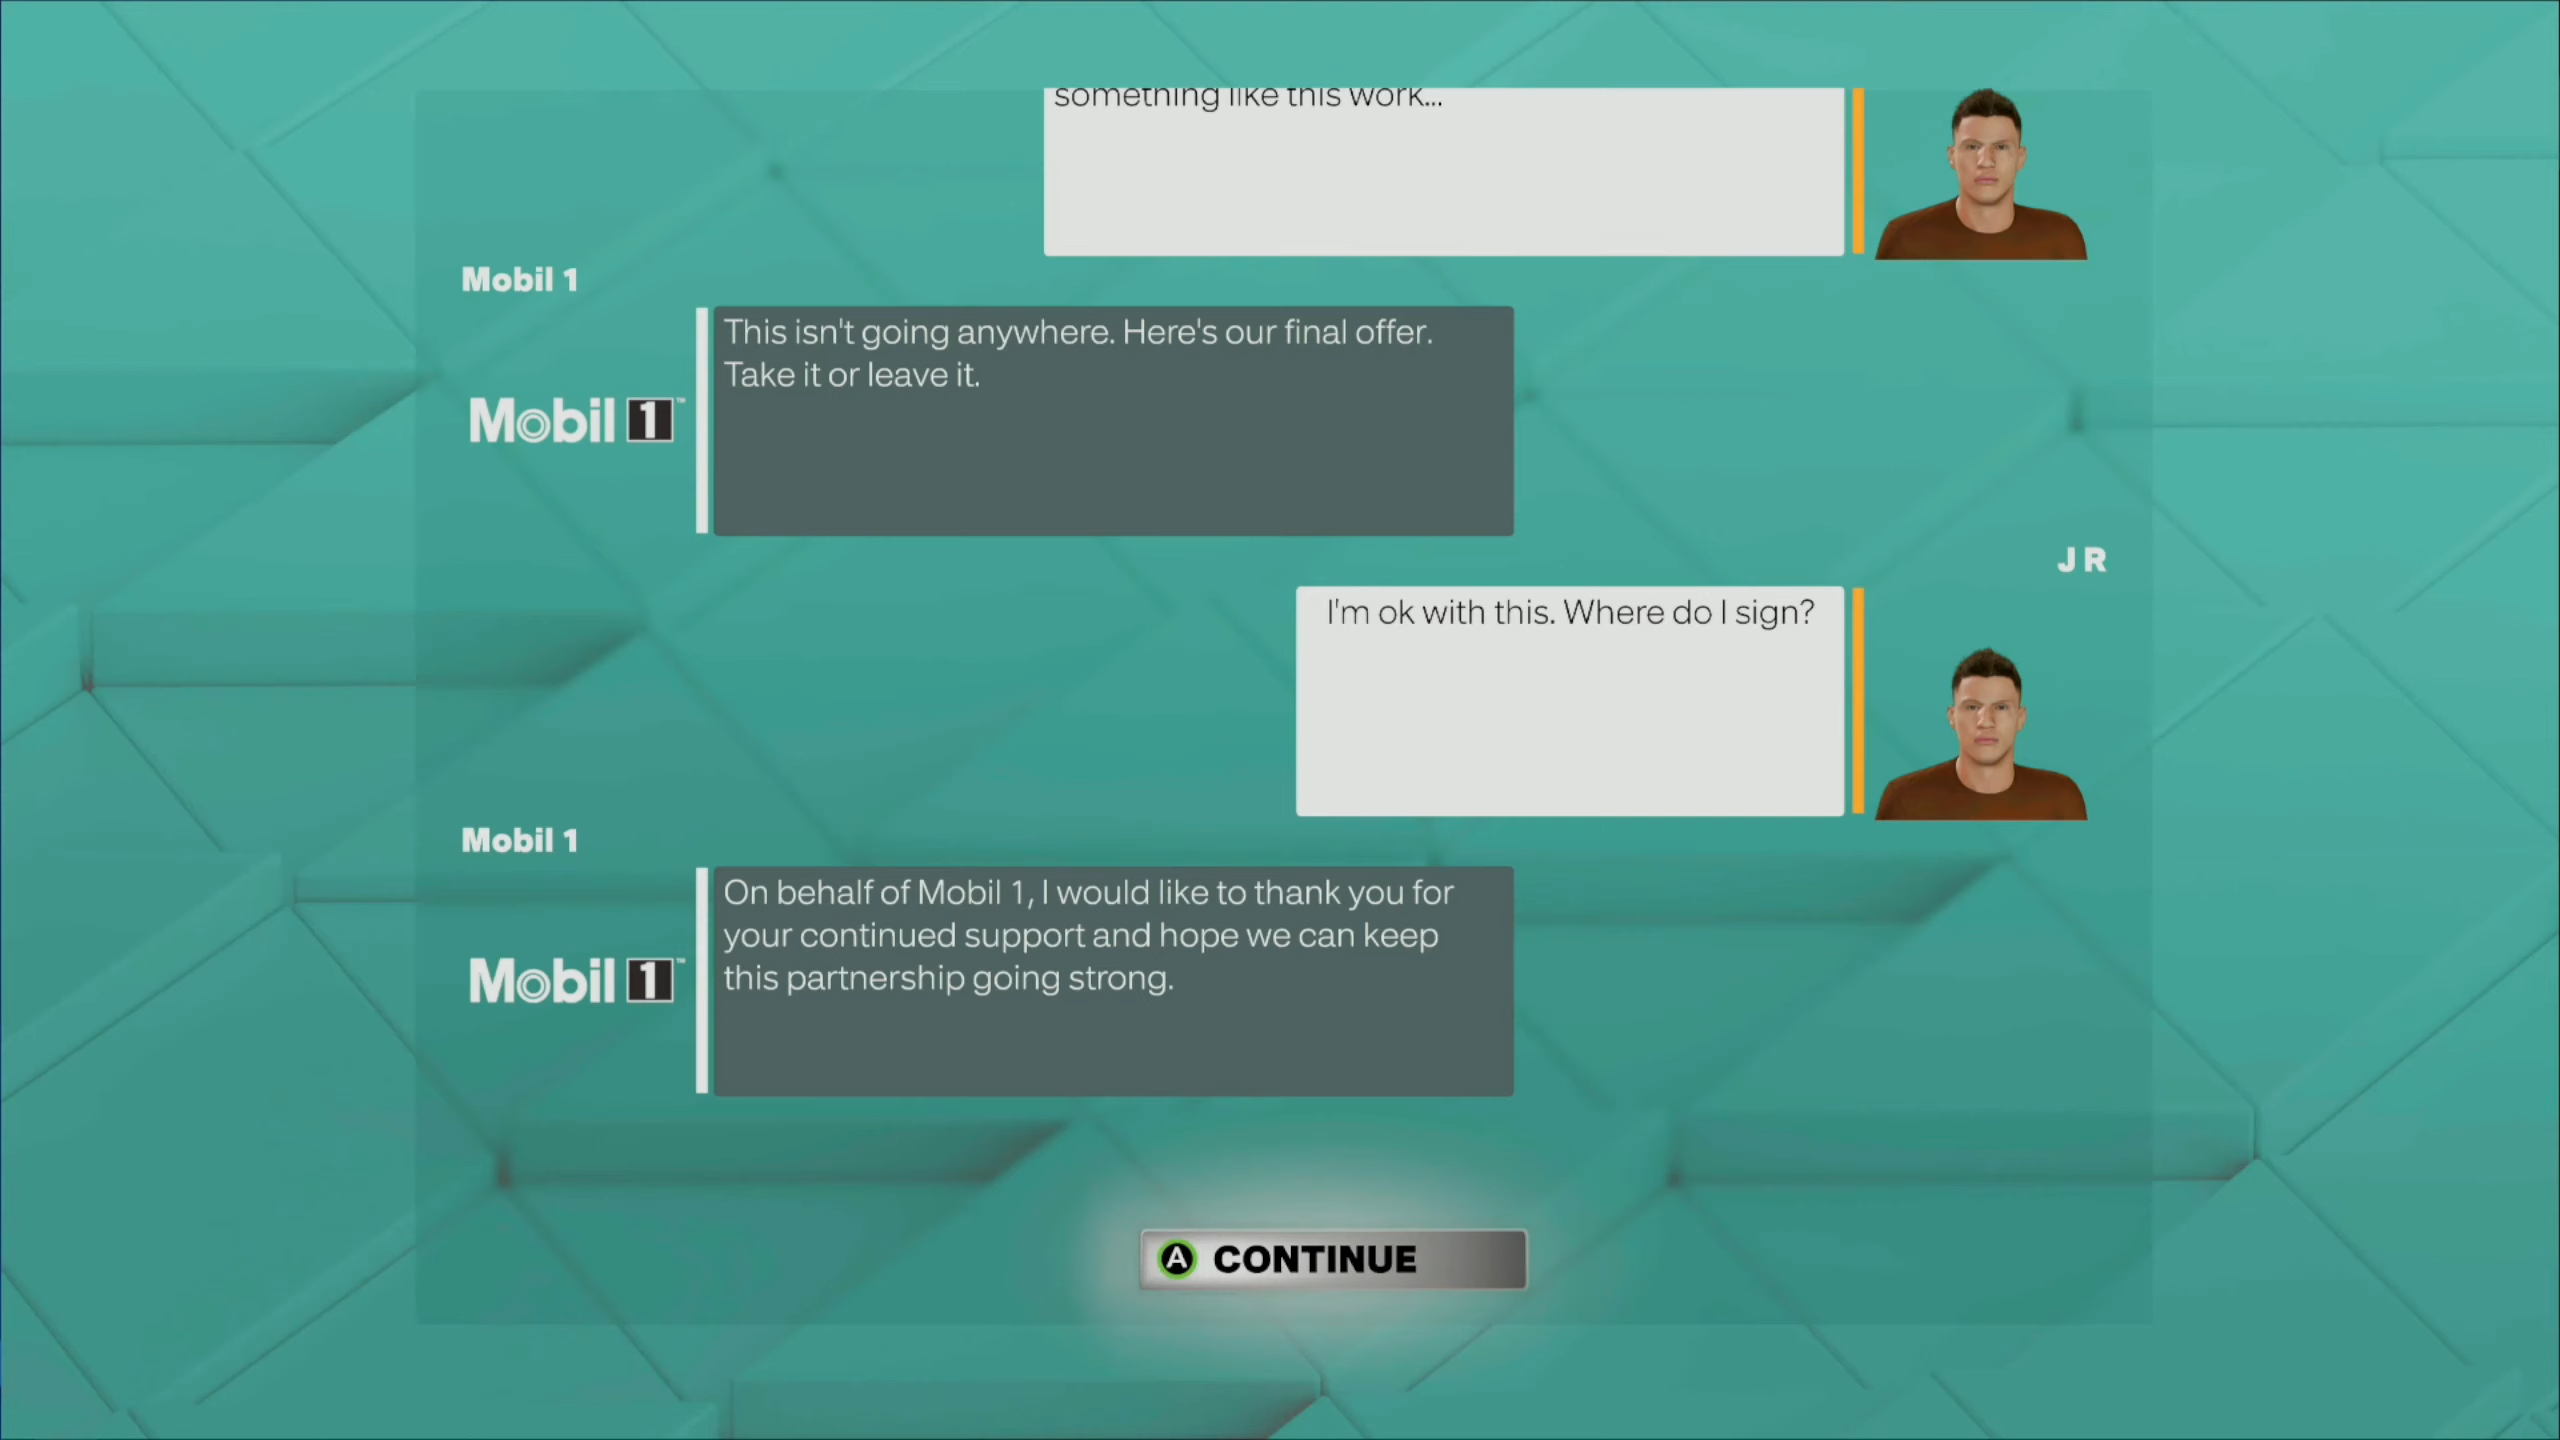 something like this work...
Mobil 1
This isn't going anywhere. Here's our final offer.
Take it or leave it.
Mobil 1™
J R
I'm ok with this. Where do I sign?
Mobil 1
On behalf of Mobil 1, I would like to thank you for
your continued support and hope we can keep
this partnership going strong.
Mobil 1™
A CONTINUE